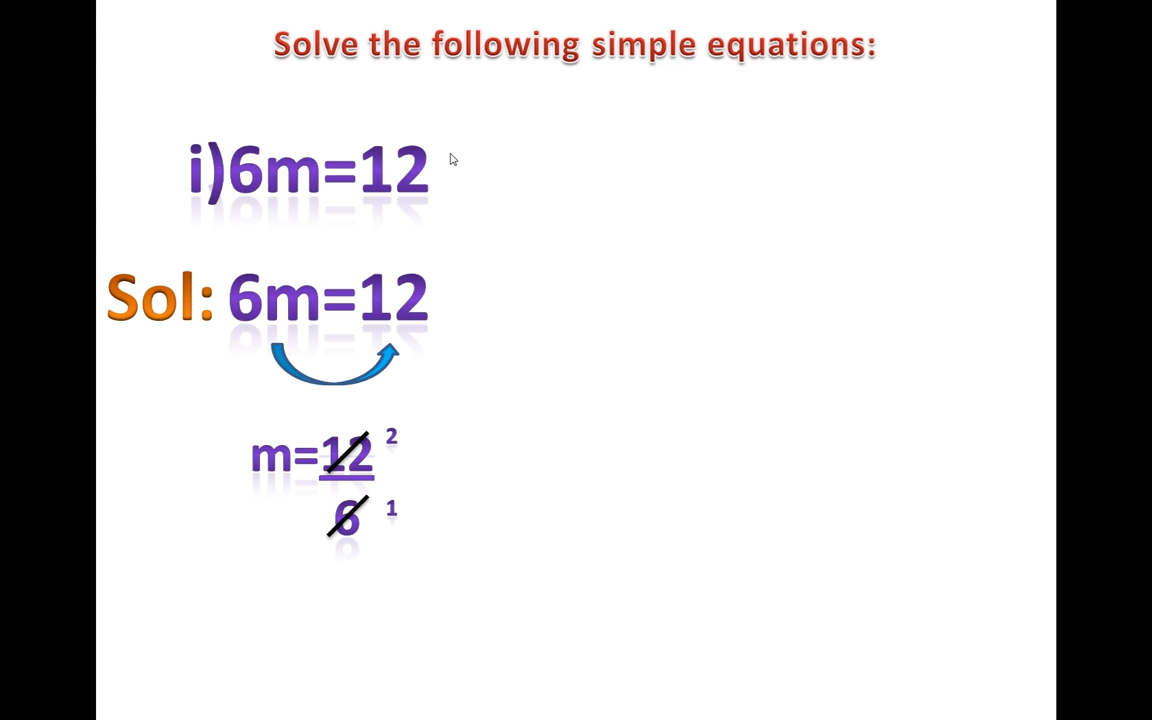 Solve the following simple equations:
i)6m=12
Sol: 6m=12
m=12 2
6 1